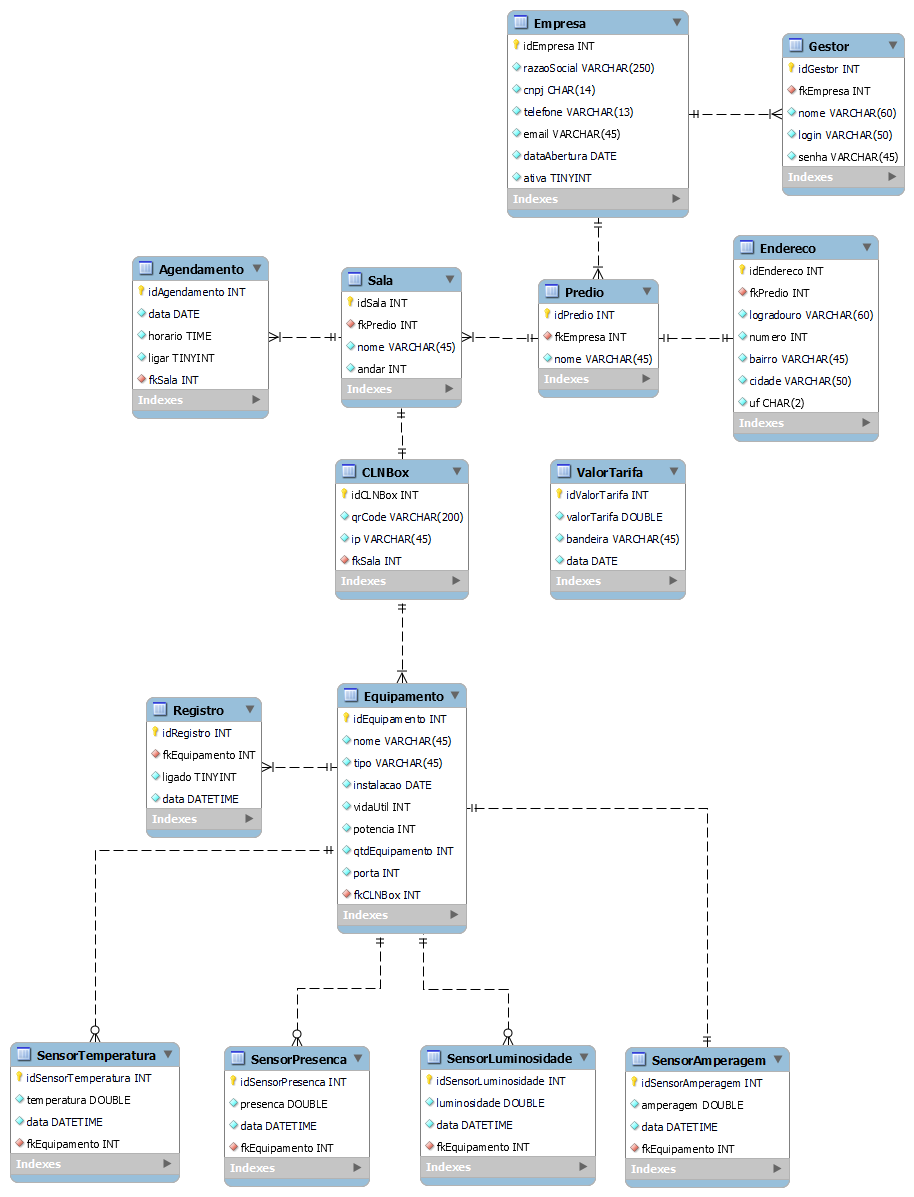 Empresa
idEmpresa INT
razaoSocial VARCHAR(250)
cnpj CHAR(14)
telefone VARCHAR(13)
email VARCHAR(45)
dataAbertura DATE
ativa TINYINT
Indexes
Gestor
idGestor INT
fkEmpresa INT
nome VARCHAR(60)
login VARCHAR(50)
senha VARCHAR(45)
Indexes
Agendamento
idAgendamento INT
data DATE
horario TIME
ligar TINYINT
fkSala INT
Indexes
Sala
idSala INT
fkPredio INT
nome VARCHAR(45)
andar INT
Indexes
Predio
idPredio INT
fkEmpresa INT
nome VARCHAR(45)
Indexes
Endereco
idEndereco INT
fkPredio INT
logradouro VARCHAR(60)
numero INT
bairro VARCHAR(45)
cidade VARCHAR(50)
uf CHAR(2)
Indexes
CLNBox
idCLNBox INT
qrCode VARCHAR(200)
ip VARCHAR(45)
fkSala INT
Indexes
ValorTarifa
idValorTarifa INT
valorTarifa DOUBLE
bandeira VARCHAR(45)
data DATE
Indexes
Registro
idRegistro INT
fkEquipamento INT
ligado TINYINT
data DATETIME
Indexes
Equipamento
idEquipamento INT
nome VARCHAR(45)
tipo VARCHAR(45)
instalacao DATE
vidaUtil INT
potencia INT
qtdEquipamento INT
porta INT
fkCLNBox INT
Indexes
SensorTemperatura
idSensorTemperatura INT
temperatura DOUBLE
data DATETIME
fkEquipamento INT
Indexes
SensorPresenca
idSensorPresenca INT
presenca DOUBLE
data DATETIME
fkEquipamento INT
Indexes
SensorLuminosidade
idSensorLuminosidade INT
luminosidade DOUBLE
data DATETIME
fkEquipamento INT
Indexes
SensorAmperagem
idSensorAmperagem INT
amperagem DOUBLE
data DATETIME
fkEquipamento INT
Indexes